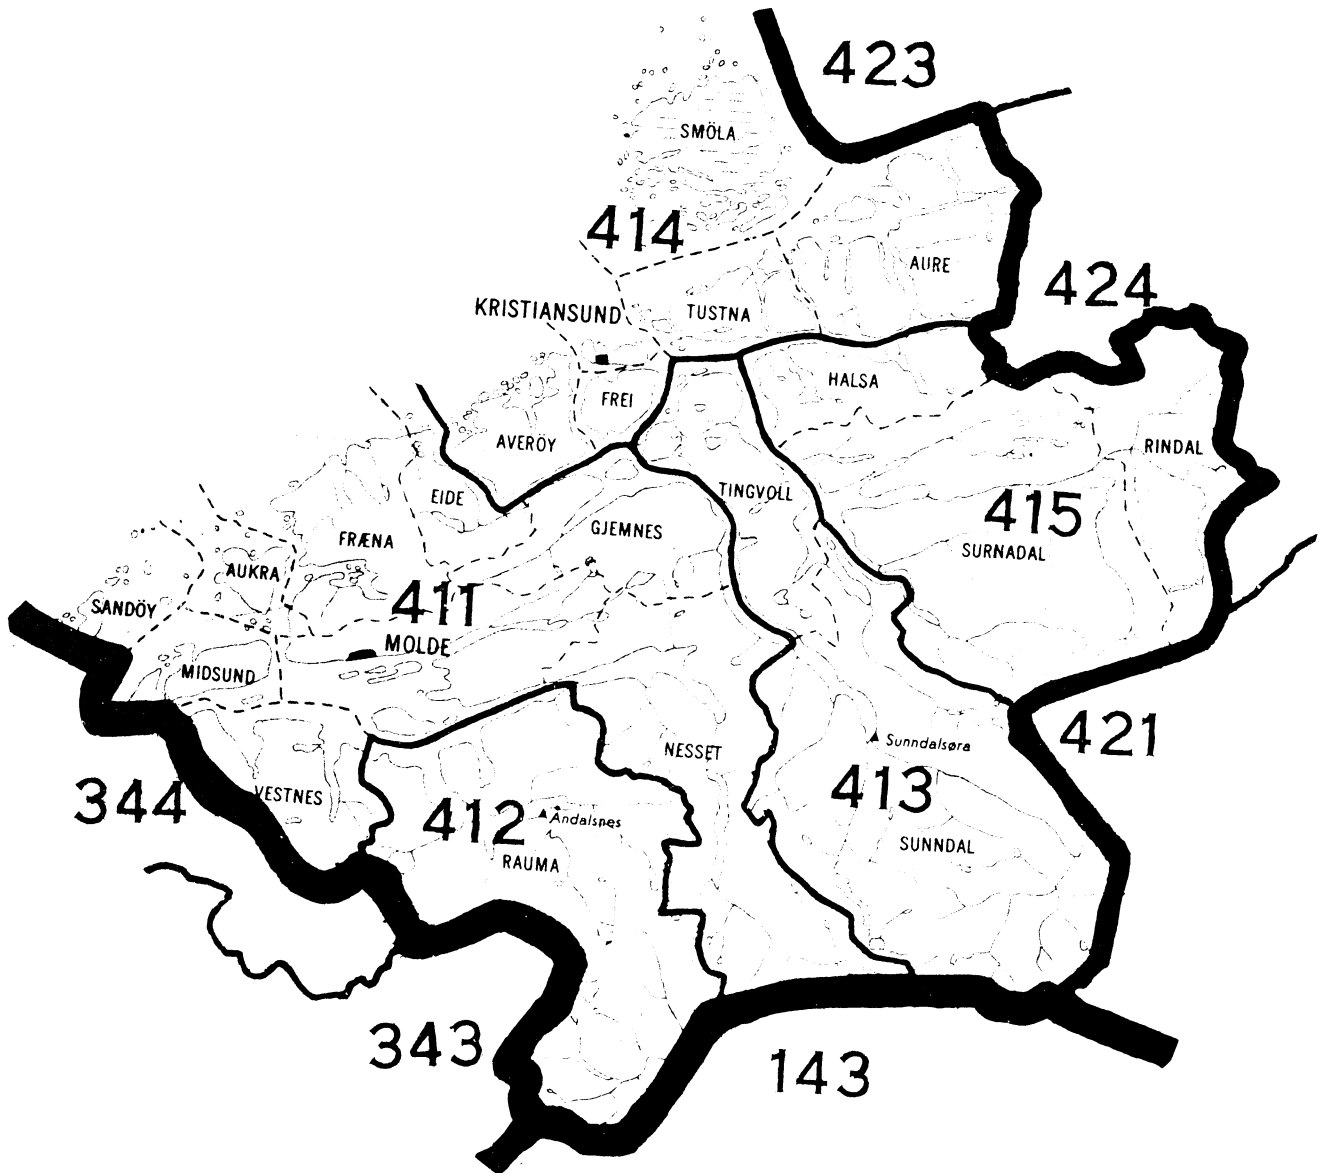 423
SMÖLA
414
AURE
424
KRISTIANSUND
TUSTNA
HALSA
FREI
AVERÖY
RINDAL
EIDE
TINGVOLL
415
GJEMNES
FRÆNA
SURNADAL
AUKRA
411
SANDÖY
MOLDE
MIDSUND
421
Sunndalsøra
NESSET
344
VESTNES
413
412
Åndalsnes
SUNNDAL
RAUMA
343
143